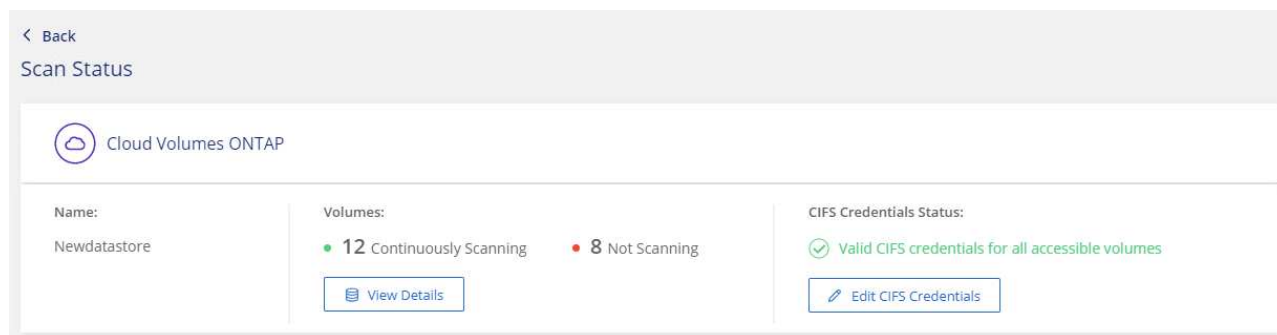 Back
Scan Status
Cloud Volumes ONTAP
Name:
Newdatastore
Volumes:
12 Continuously Scanning
8 Not Scanning
View Details
CIFS Credentials Status:
Valid CIFS credentials for all accessible volumes
Edit CIFS Credentials